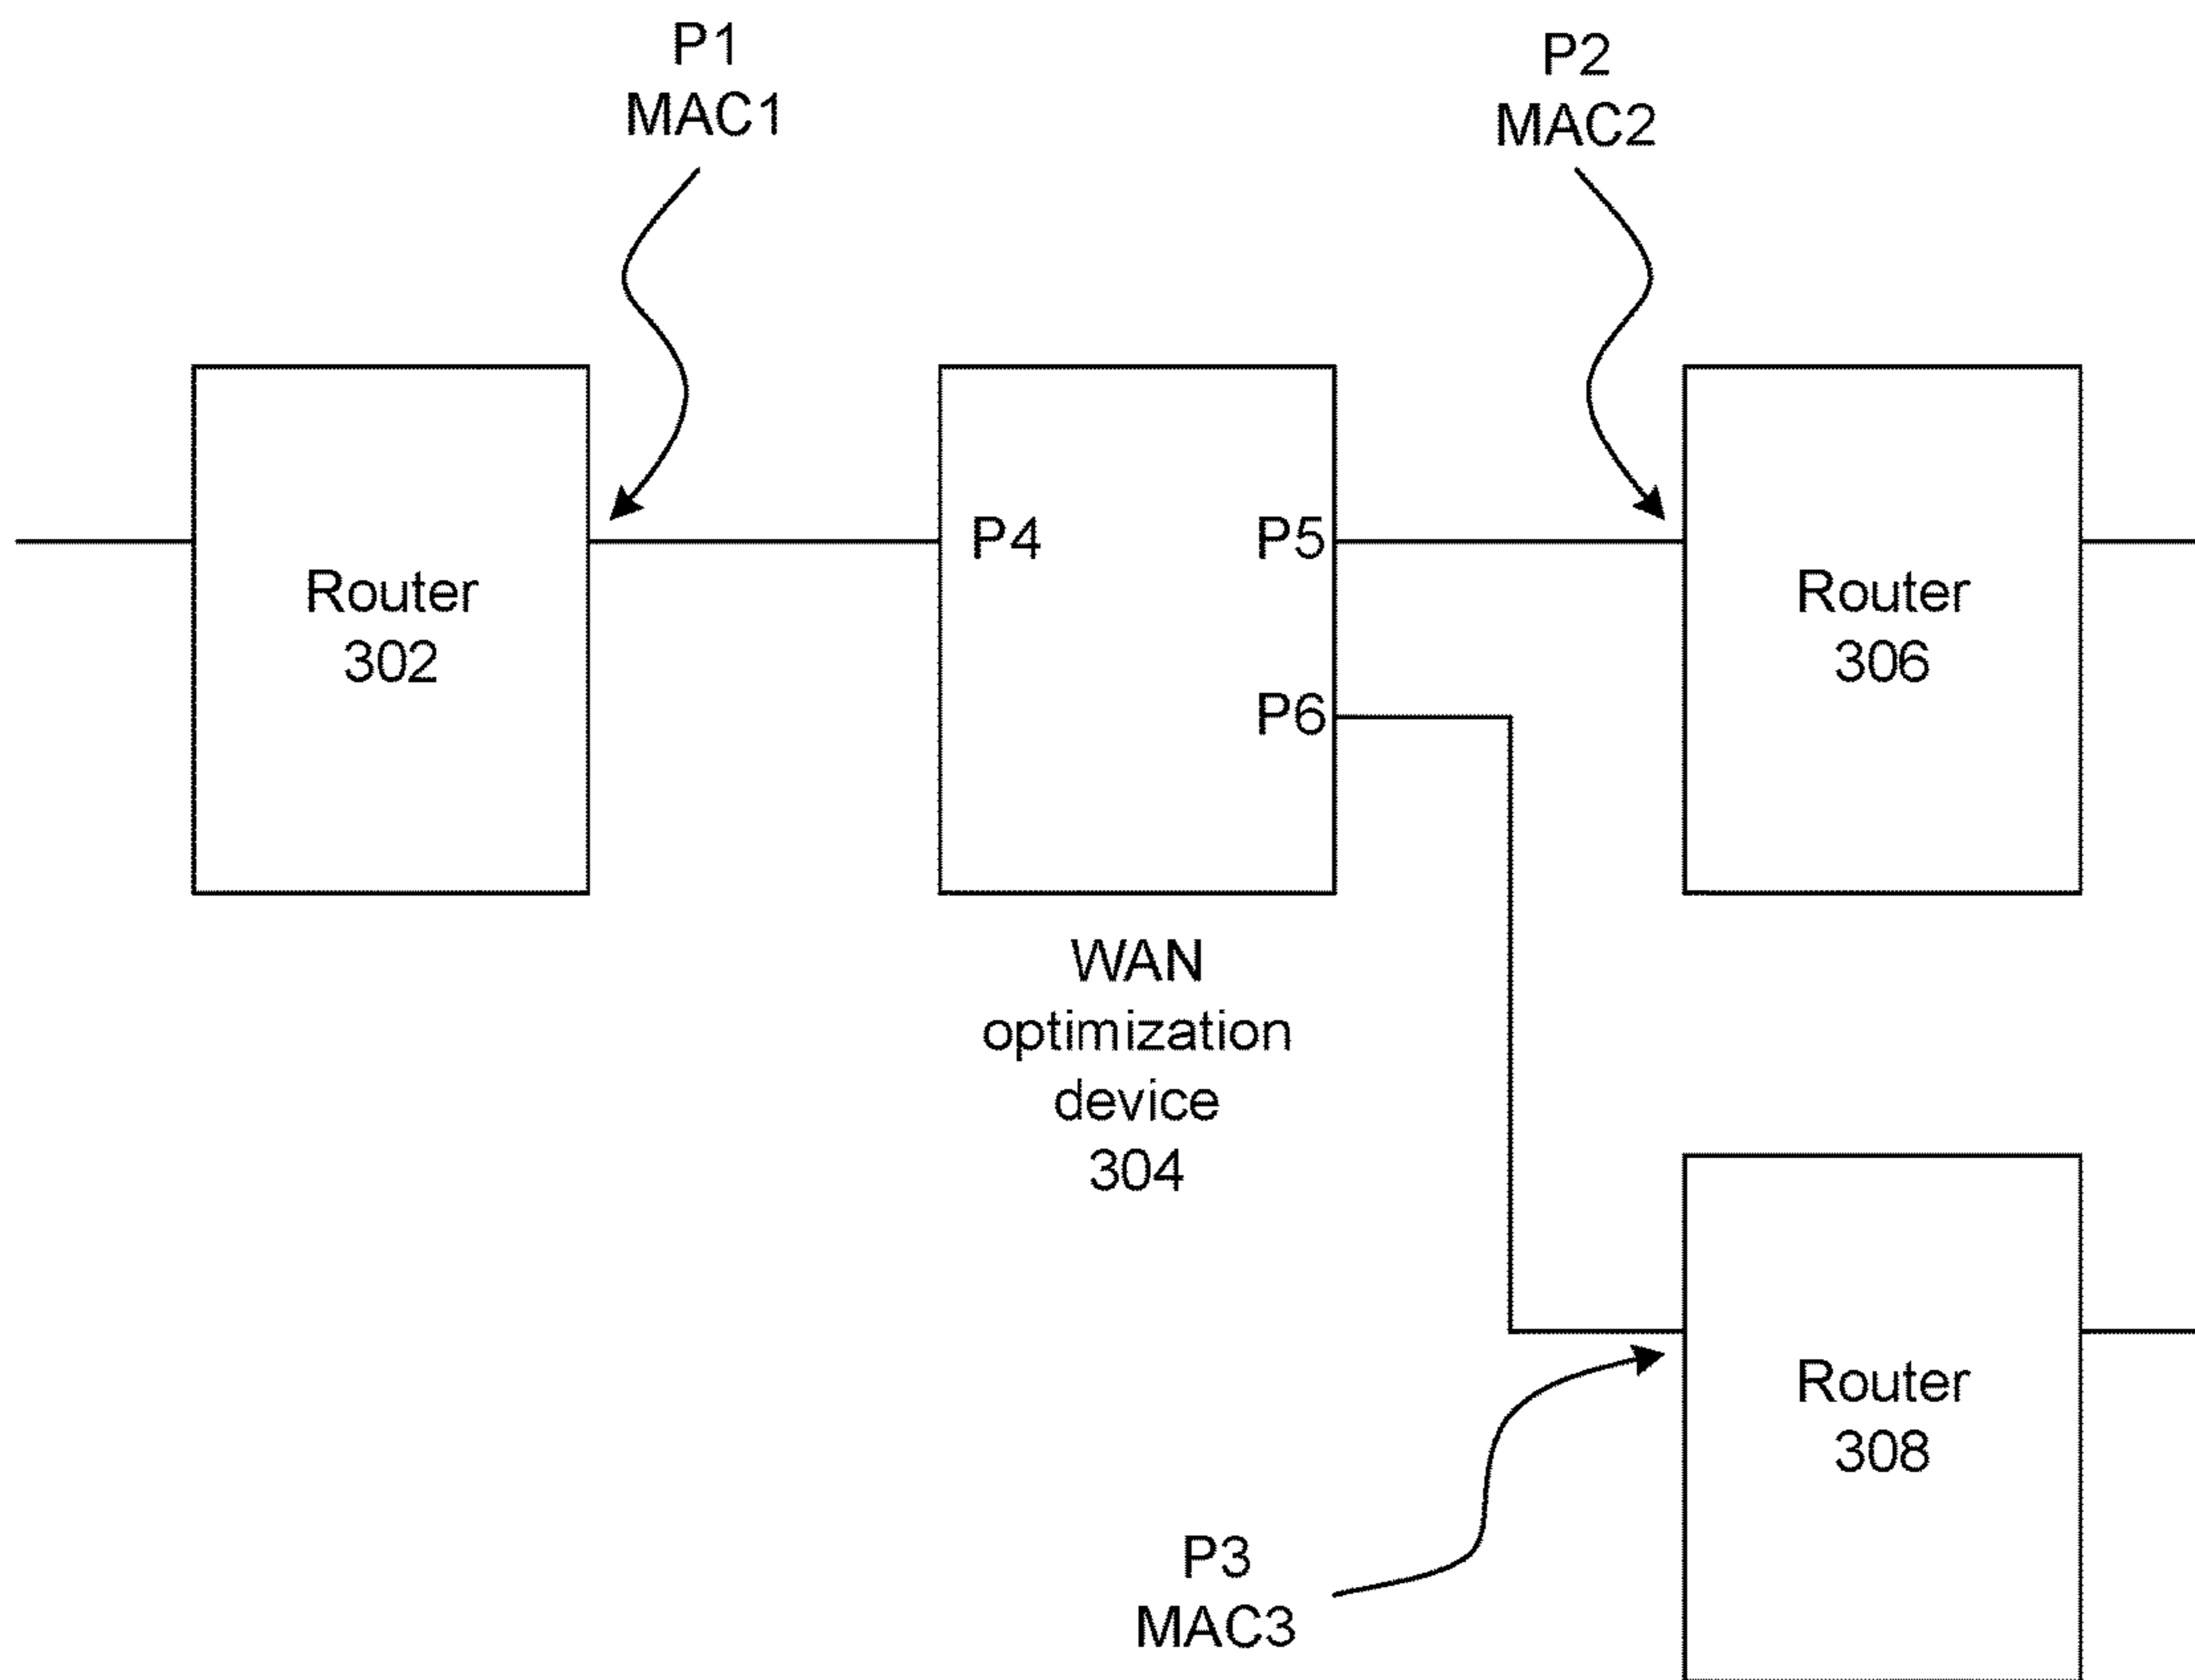 P1
MAC1
P2
MAC2
Router
302
P4
P5
P6
WAN
optimization
device
304
Router
306
Router
308
P3
MAC3